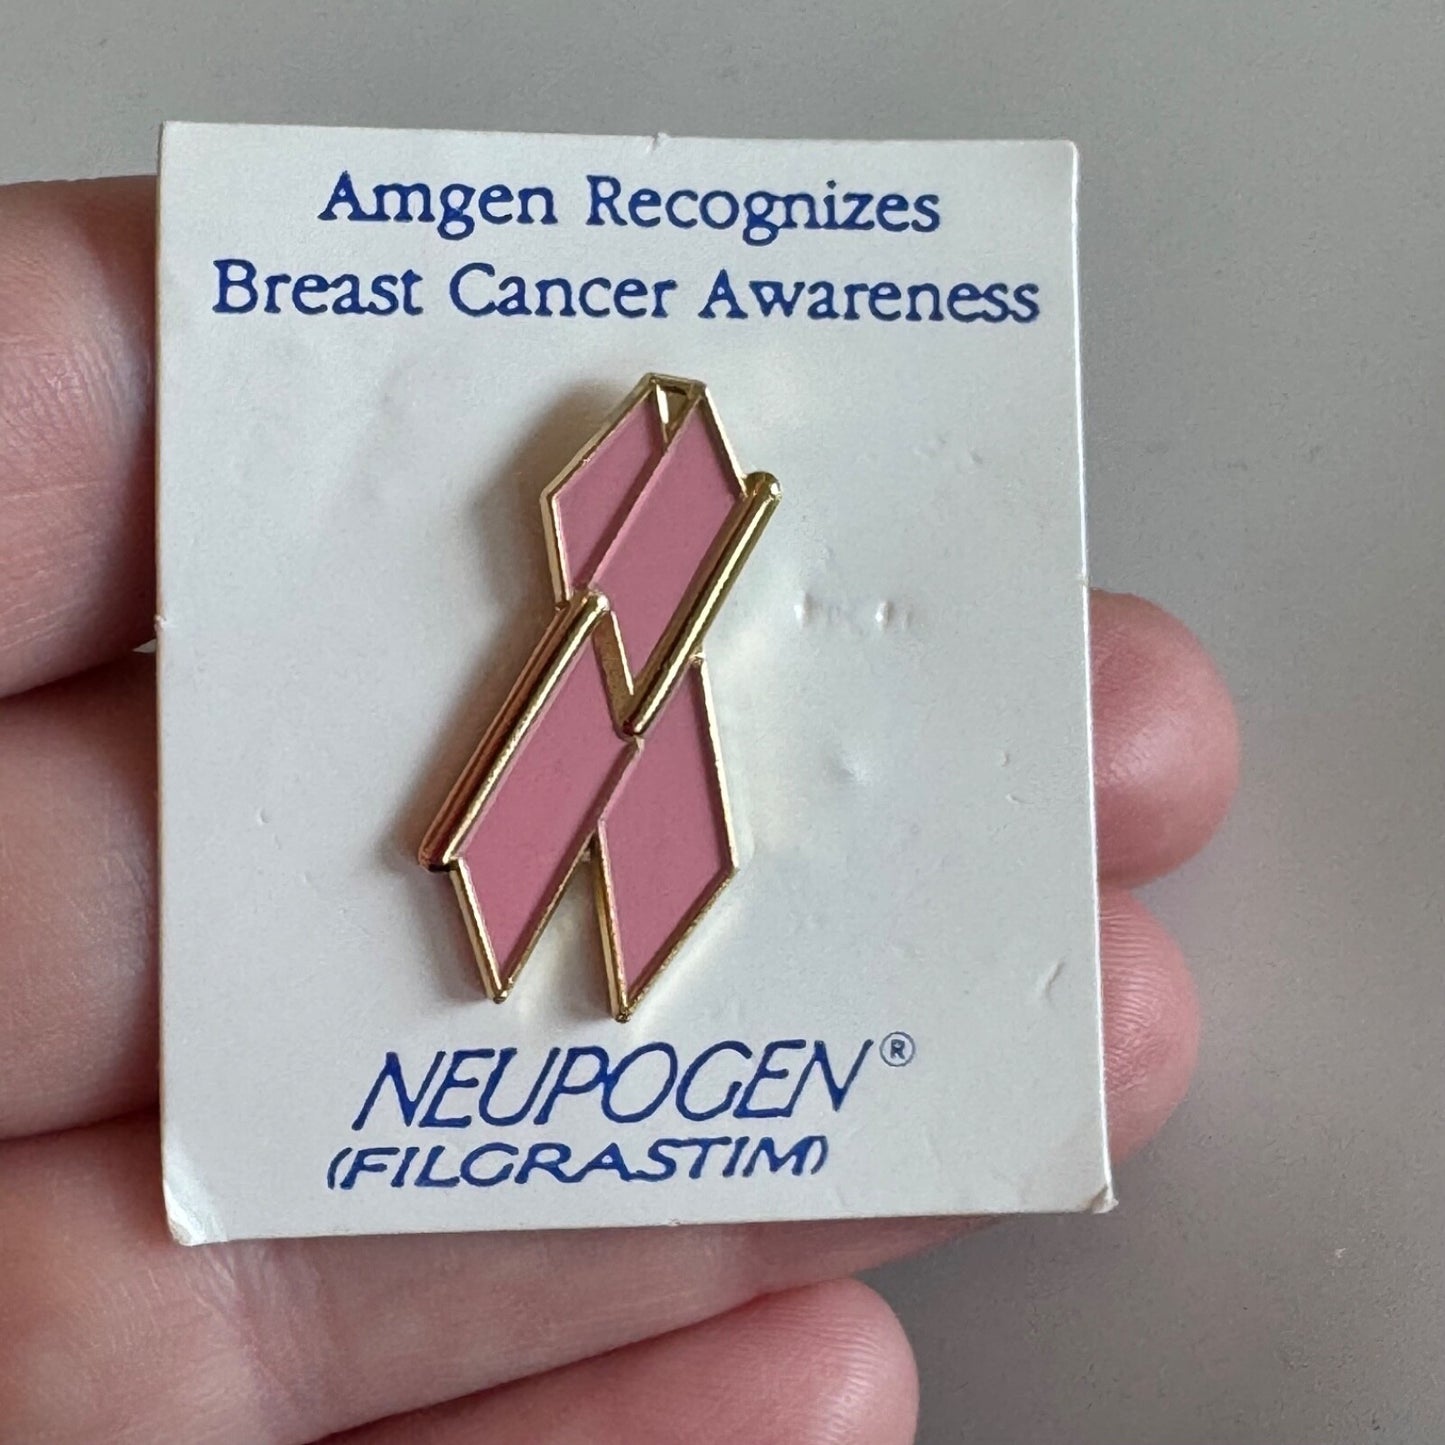 Amgen Recognizes
Breast Cancer Awareness
NEUPOGEN®
(FILGRASTIM)